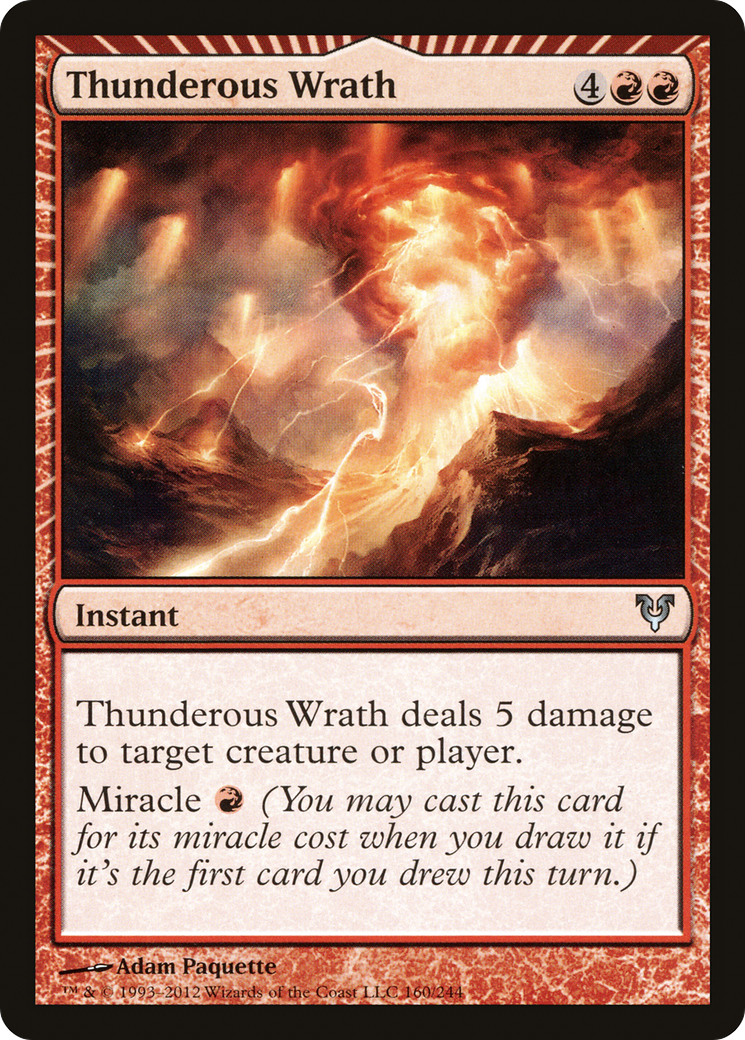 Thunderous Wrath 4
Instant
Thunderous Wrath deals 5 damage
to target creature or player.
Miracle (You may cast this card
for its miracle cost when you draw it if
it's the first card you drew this turn.)
Adam Paquette
™ & © 1993–2012 Wizards of the Coast LLC 160/244